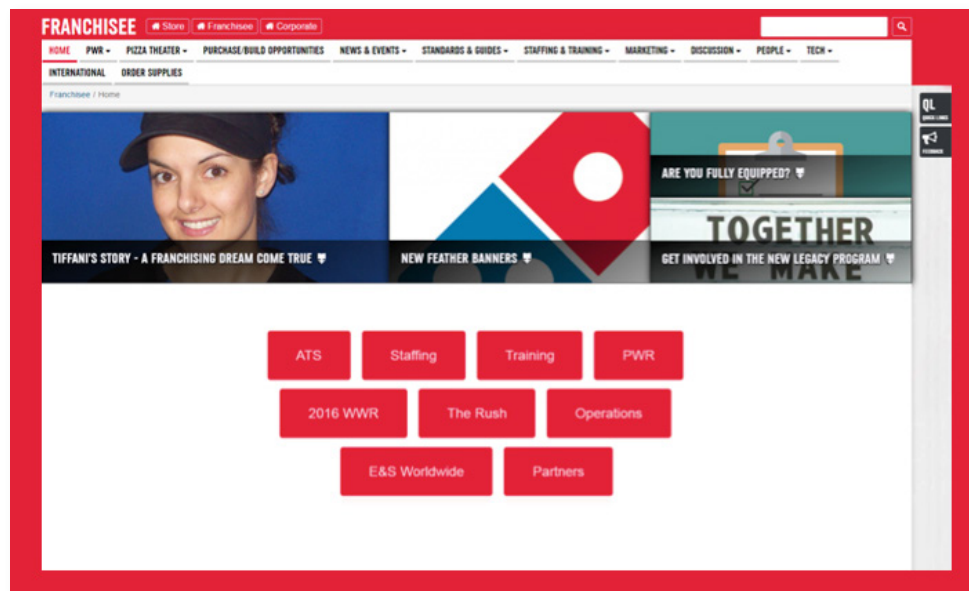 FRANCHISEE Store Franchisee Corporate
HOME PWR PIZZA THEATER PURCHASE/BUILD OPPORTUNITIES NEWS & EVENTS STANDARDS & GUIDES STAFFING & TRAINING MARKETING DISCUSSION PEOPLE TECH
INTERNATIONAL ORDER SUPPLIES
Franchisee / Home
QL
QUICK LINKS
FEEDBACK
ARE YOU FULLY EQUIPPED?
TOGETHER
WE MAKE
TIFFANI'S STORY - A FRANCHISING DREAM COME TRUE
NEW FEATHER BANNERS
GET INVOLVED IN THE NEW LEGACY PROGRAM
ATS Staffing Training PWR
2016 WWR The Rush Operations
E&S Worldwide Partners